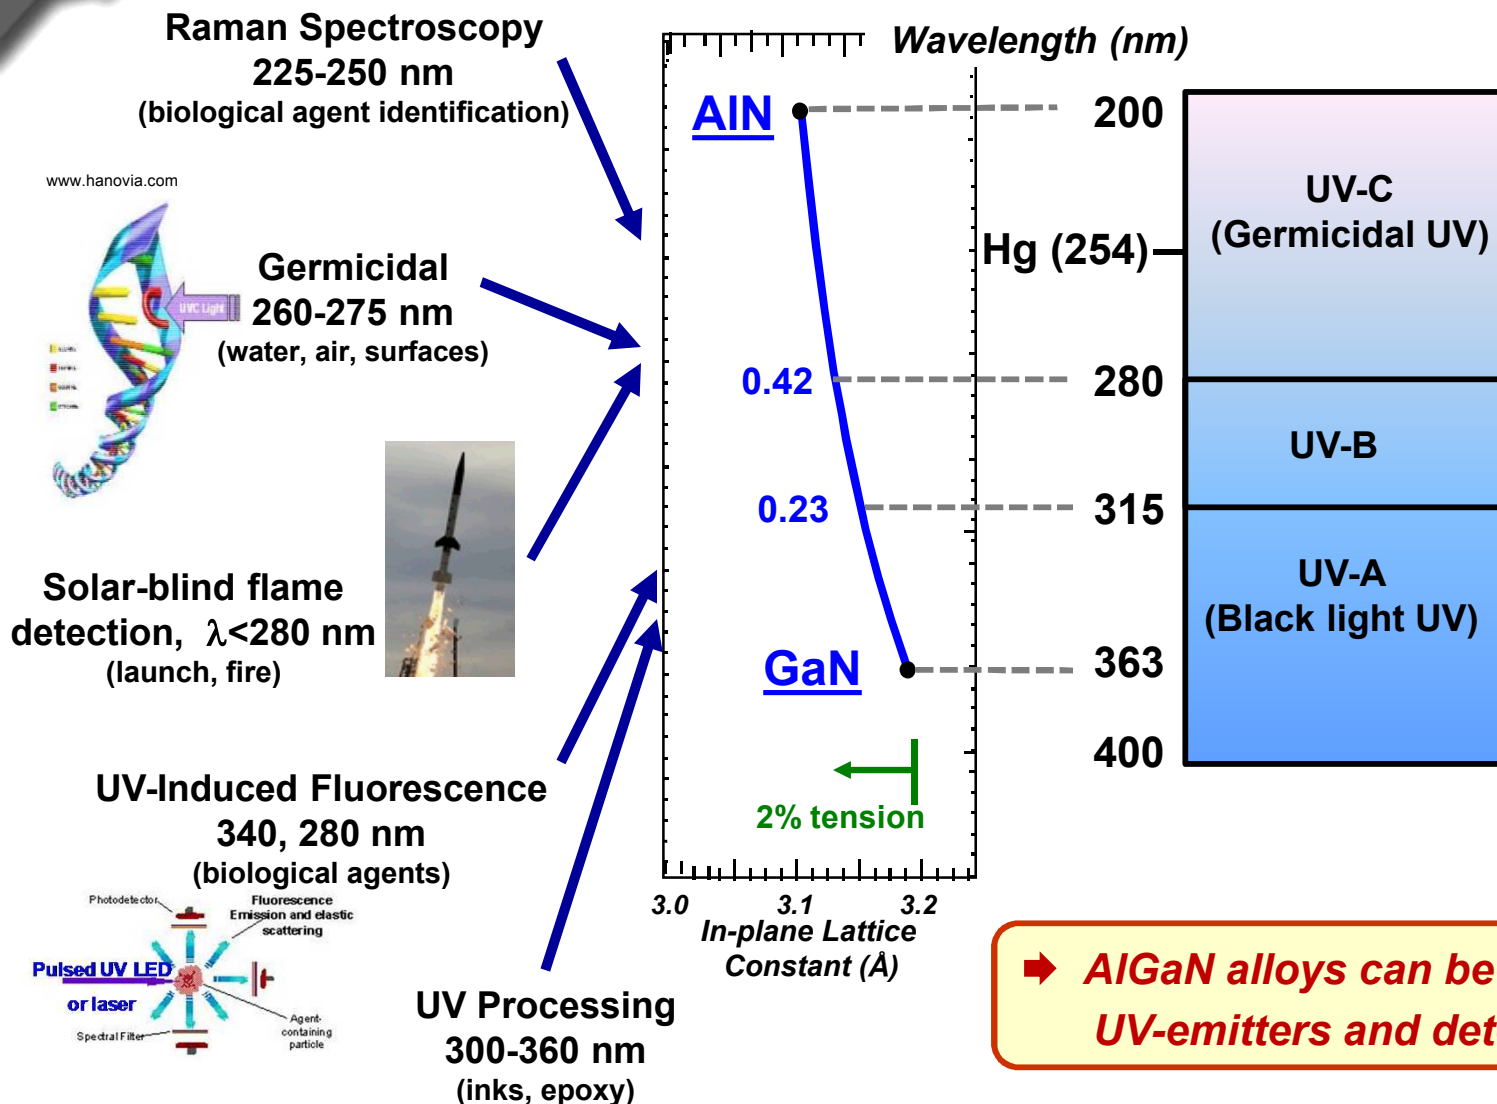 Raman Spectroscopy
225-250 nm
(biological agent identification)
www.hanovia.com
UVC Light
Germicidal
260-275 nm
(water, air, surfaces)
Solar-blind flame
detection, λ<280 nm
(launch, fire)
UV-Induced Fluorescence
340, 280 nm
(biological agents)
Photodetector
Fluorescence
Emission and elastic
scattering
Pulsed UV LED
or laser
Spectral Filter
Agent-
containing
particle
UV Processing
300-360 nm
(inks, epoxy)
AlN
0.42
0.23
GaN
2% tension
3.0 3.1 3.2
In-plane Lattice
Constant (Å)
Wavelength (nm)
200
Hg (254)
280
315
363
400
UV-C
(Germicidal UV)
UV-B
UV-A
(Black light UV)
AlGaN alloys can be
UV-emitters and det